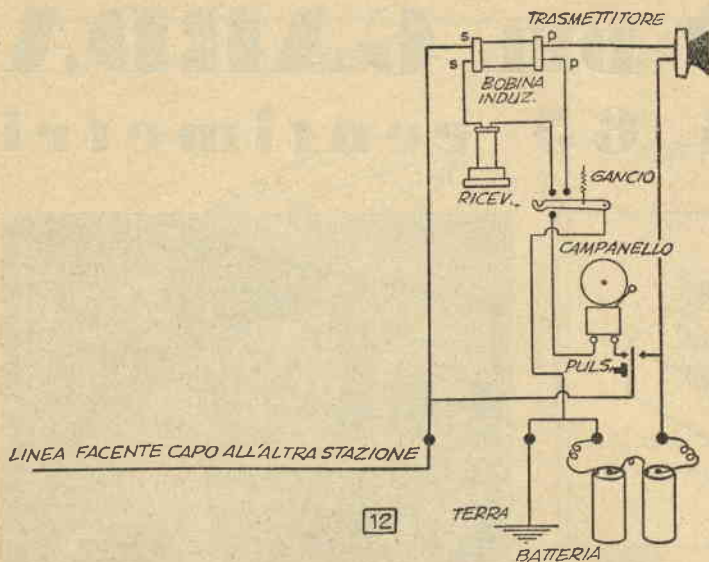 TRASMETTITORE
s
p
s
p
BOBINA
INDUZ.
RICEV.
GANCIO
CAMPANELLO
PULS.
LINEA FACENTE CAPO ALL'ALTRA STAZIONE
12
TERRA
BATTERIA